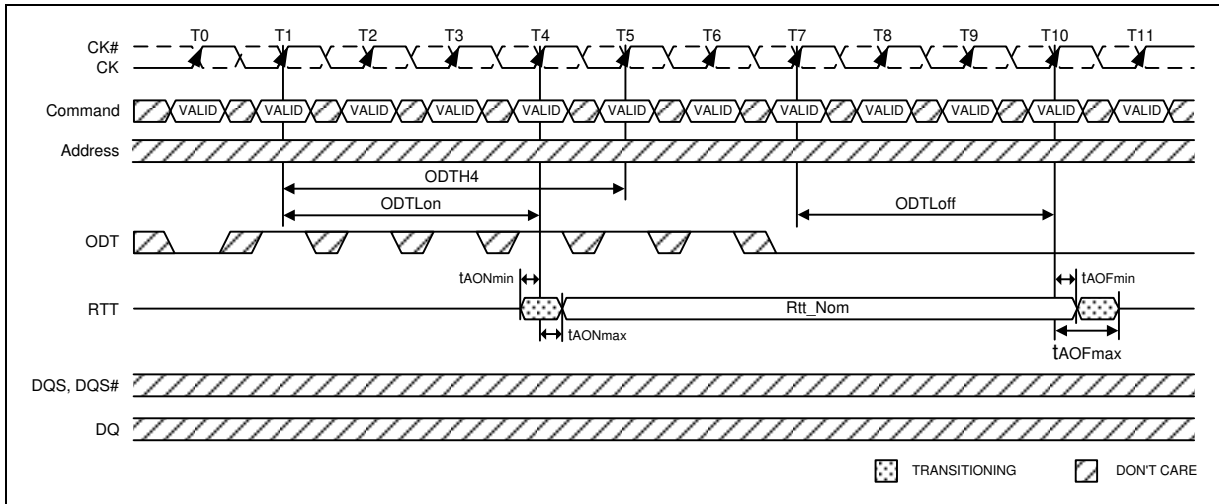 T0 T1 T2 T3 T4 T5 T6 T7 T8 T9 T10 T11
CK#
CK
Command VALID VALID VALID VALID VALID VALID VALID VALID VALID VALID VALID VALID
Address
ODTH4
ODTLon ODTLoff
ODT
tAONmin tAOFmin
RTT Rtt_Nom
tAONmax
tAOFmax
DQS, DQS#
DQ
TRANSITIONING DON'T CARE